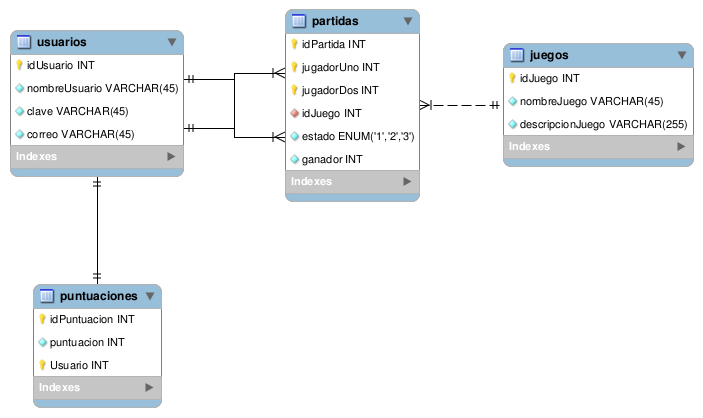 usuarios
idUsuario INT
nombreUsuario VARCHAR(45)
clave VARCHAR(45)
correo VARCHAR(45)
Indexes
partidas
idPartida INT
jugadorUno INT
jugadorDos INT
idJuego INT
estado ENUM('1','2','3')
ganador INT
Indexes
juegos
idJuego INT
nombreJuego VARCHAR(45)
descripcionJuego VARCHAR(255)
Indexes
puntuaciones
idPuntuacion INT
puntuacion INT
Usuario INT
Indexes